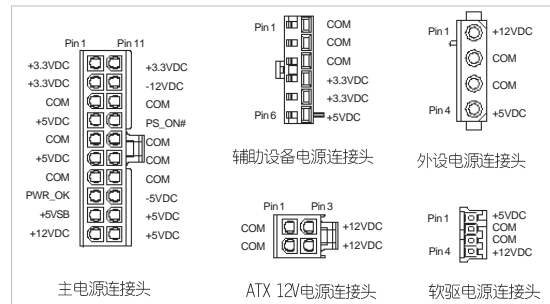 Pin 1 Pin 11
+3.3VDC +3.3VDC
+3.3VDC -12VDC
COM COM
+5VDC PS_ON#
COM COM
+5VDC COM
COM COM
PWR_OK -5VDC
+5VSB +5VDC
+12VDC +5VDC
主电源连接头
Pin 1 COM
COM
COM
+3.3VDC
+3.3VDC
Pin 6 +5VDC
辅助设备电源连接头
Pin 1 +12VDC
COM
COM
Pin 4 +5VDC
外设电源连接头
Pin 1 Pin 3
COM +12VDC
COM +12VDC
ATX 12V电源连接头
Pin 1 +5VDC
COM
COM
Pin 4 +12VDC
软驱电源连接头